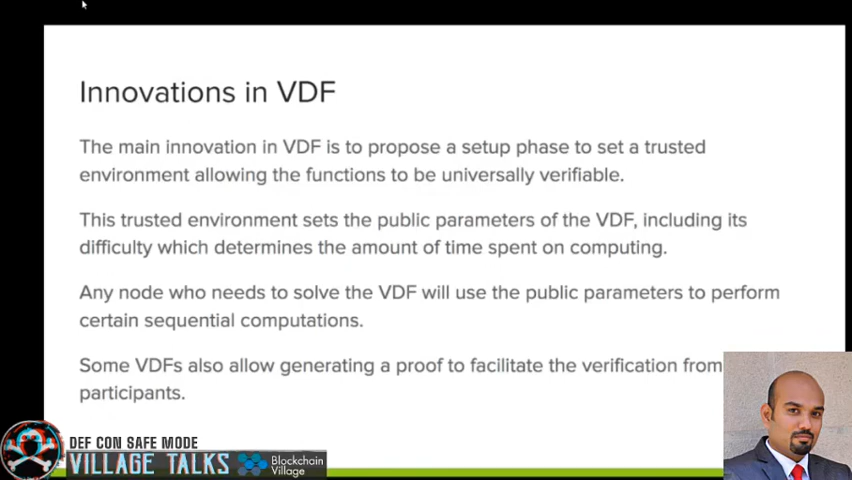 Innovations in VDF
The main innovation in VDF is to propose a setup phase to set a trusted
environment allowing the functions to be universally verifiable.
This trusted environment sets the public parameters of the VDF, including its
difficulty which determines the amount of time spent on computing.
Any node who needs to solve the VDF will use the public parameters to perform
certain sequential computations.
Some VDFs also allow generating a proof to facilitate the verification from
participants.
DEF CON SAFE MODE
VILLAGE TALKS
Blockchain
Village